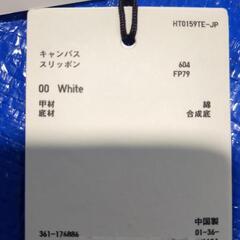 HT0159TE-JP
キャンバス
スリッポン 604
FP79
00 White
甲材 綿
底材 合成底
中国製
361-174884 01-36-